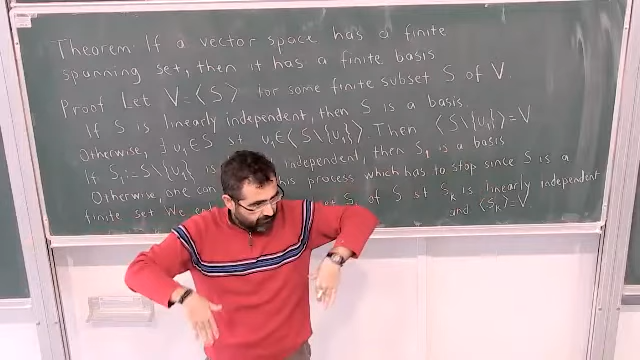 Theorem: If a vector space has a finite
spanning set, then it has a finite basis
Proof Let V = ⟨S⟩ for some finite subset S of V.
If S is linearly independent, then S is a basis.
Otherwise, ∃ u₁∈S st u₁∈⟨S\{u₁}⟩. Then ⟨S\{u₁}⟩=V
If S₁:=S\{u₁} is independent, then S₁ is a basis
Otherwise, one can this process which has to stop since S is a
finite set We S of S st Sₖ is linearly independent
and ⟨Sₖ⟩=V